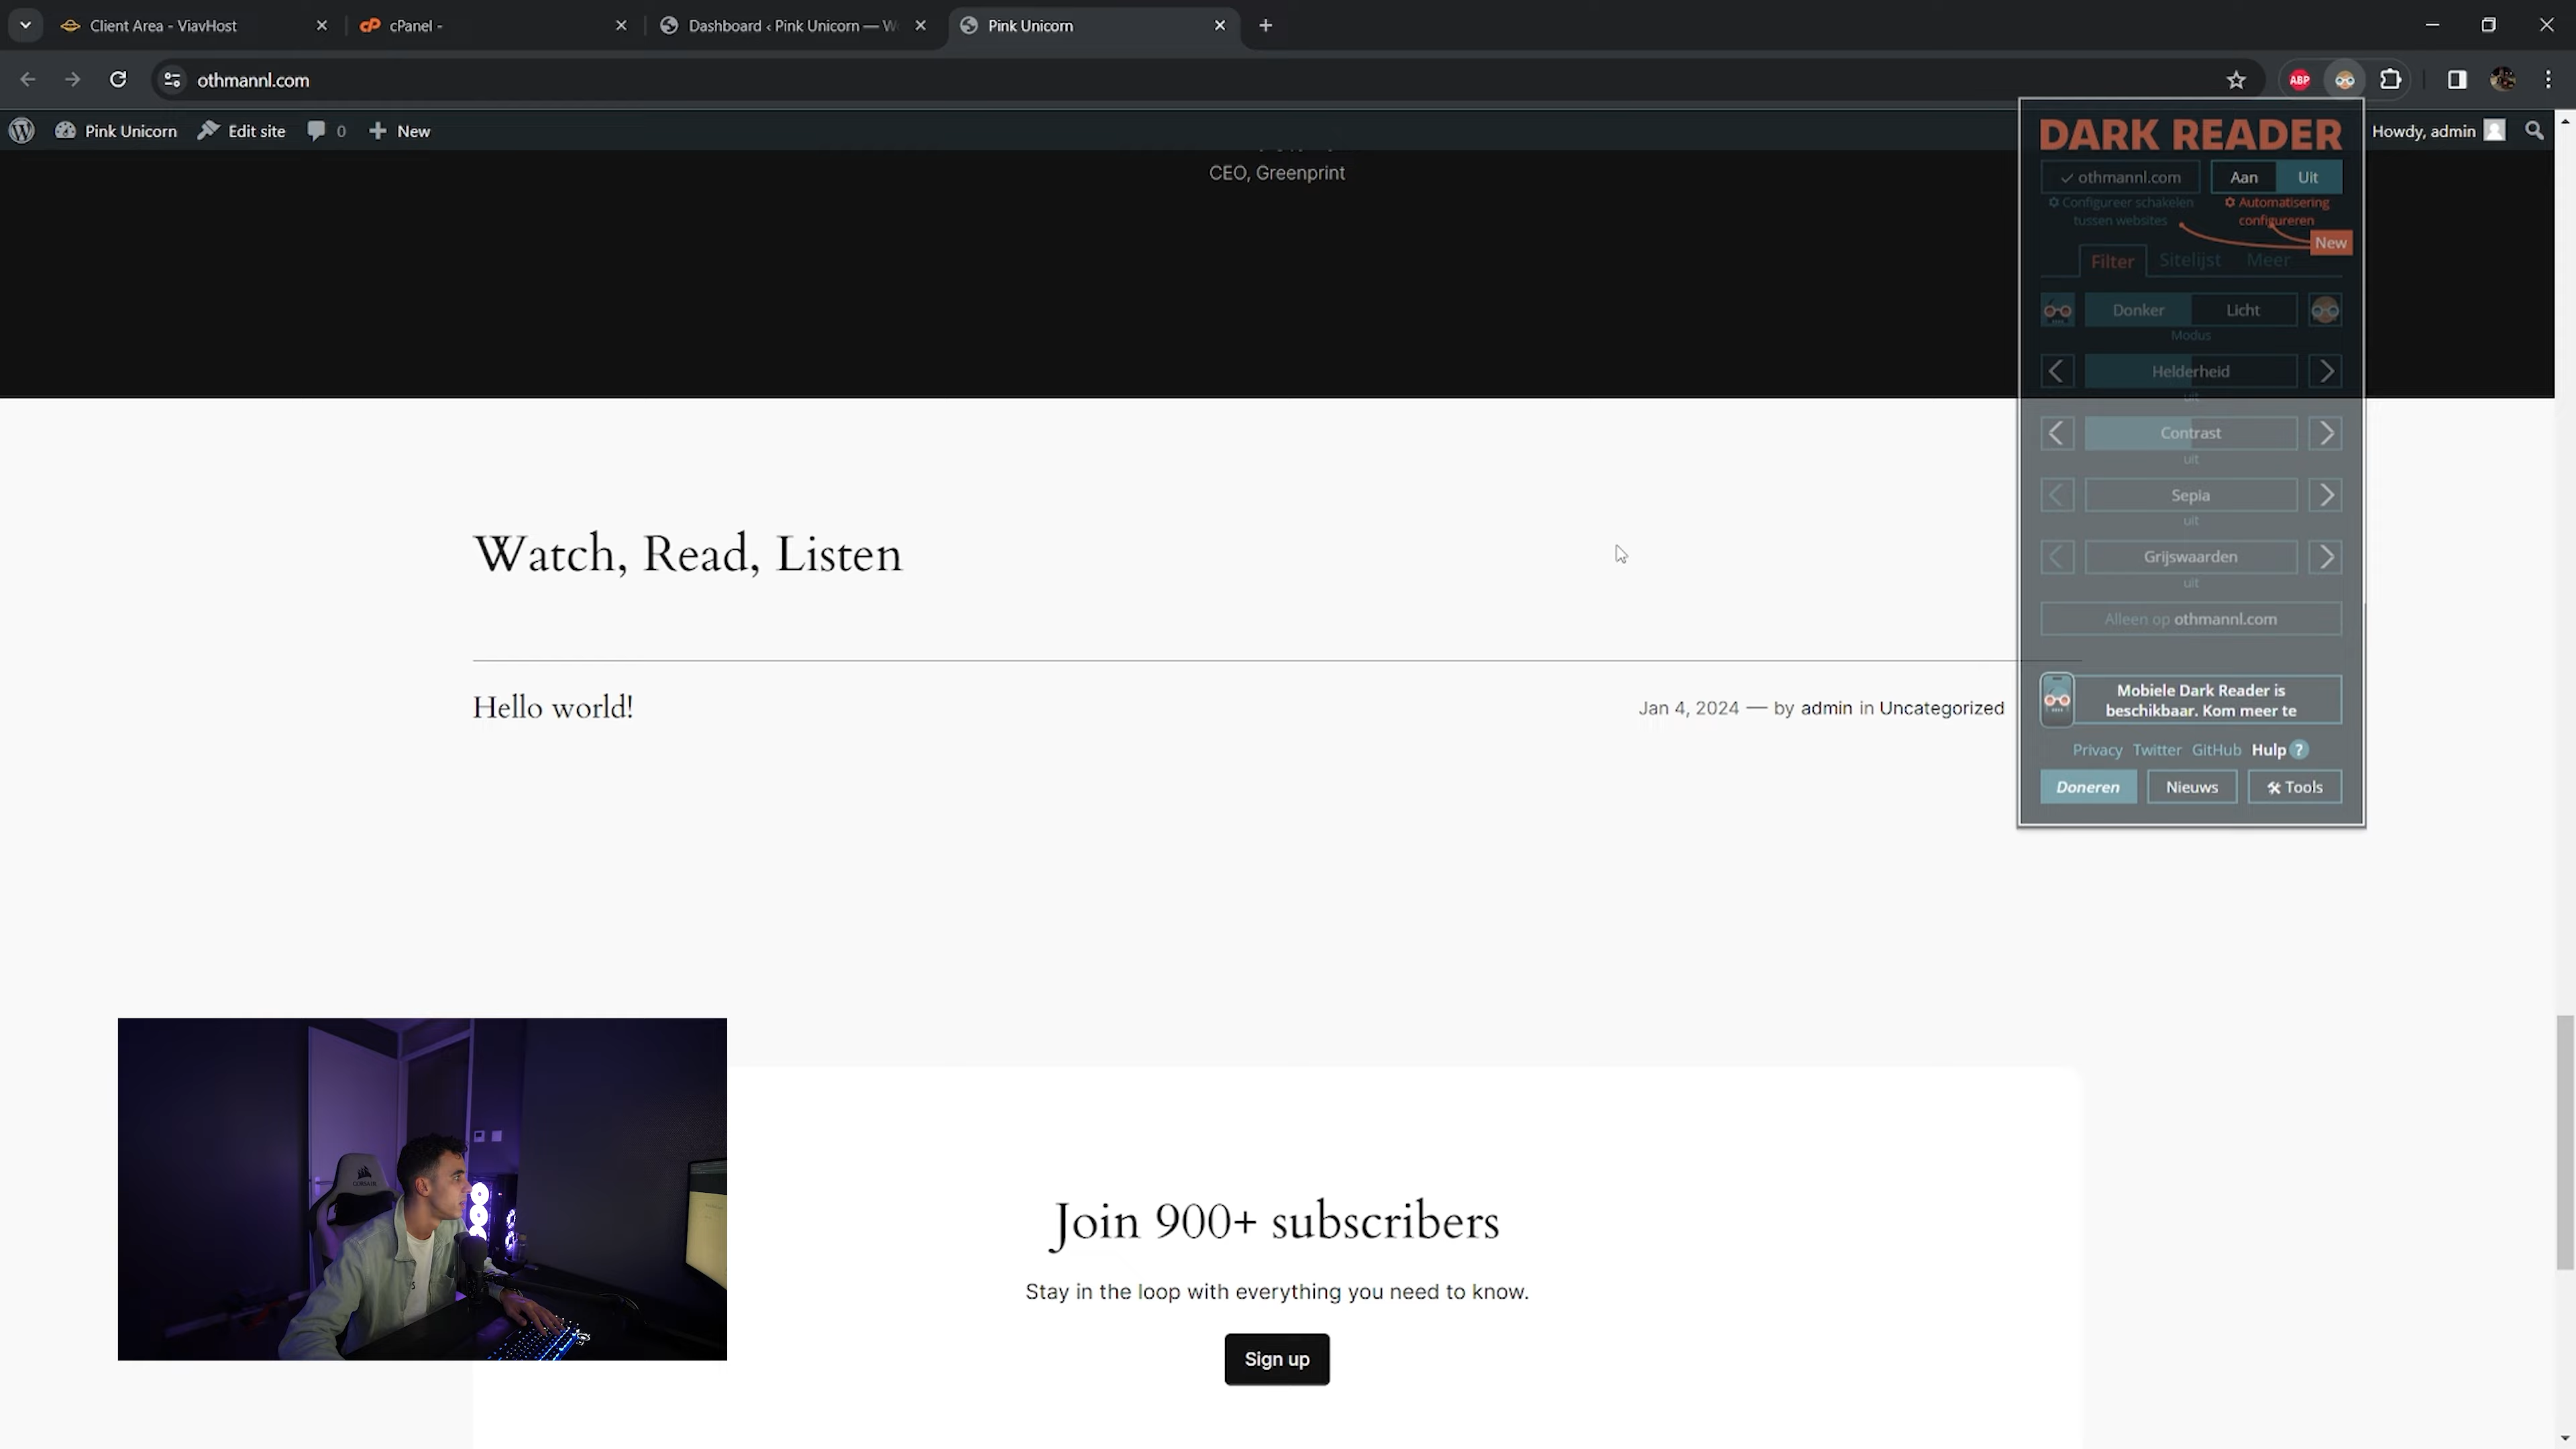 Client Area - ViavHost
cP cPanel -
Dashboard ‹ Pink Unicorn — W
Pink Unicorn
othmannl.com
ABP
Pink Unicorn
Edit site
0
New
Howdy, admin
CEO, Greenprint
DARK READER
othmannl.com
Aan
Uit
Configureer schakelen
tussen websites
Automatisering
configureren
New
Filter
Sitelijst
Meer
Donker
Licht
Modus
Helderheid
uit
Contrast
uit
Sepia
uit
Grijswaarden
uit
Alleen op othmannl.com
Mobiele Dark Reader is
beschikbaar. Kom meer te
Privacy Twitter GitHub Hulp ?
Doneren
Nieuws
Tools
Watch, Read, Listen
Hello world!
Jan 4, 2024 — by admin in Uncategorized
Join 900+ subscribers
Stay in the loop with everything you need to know.
Sign up